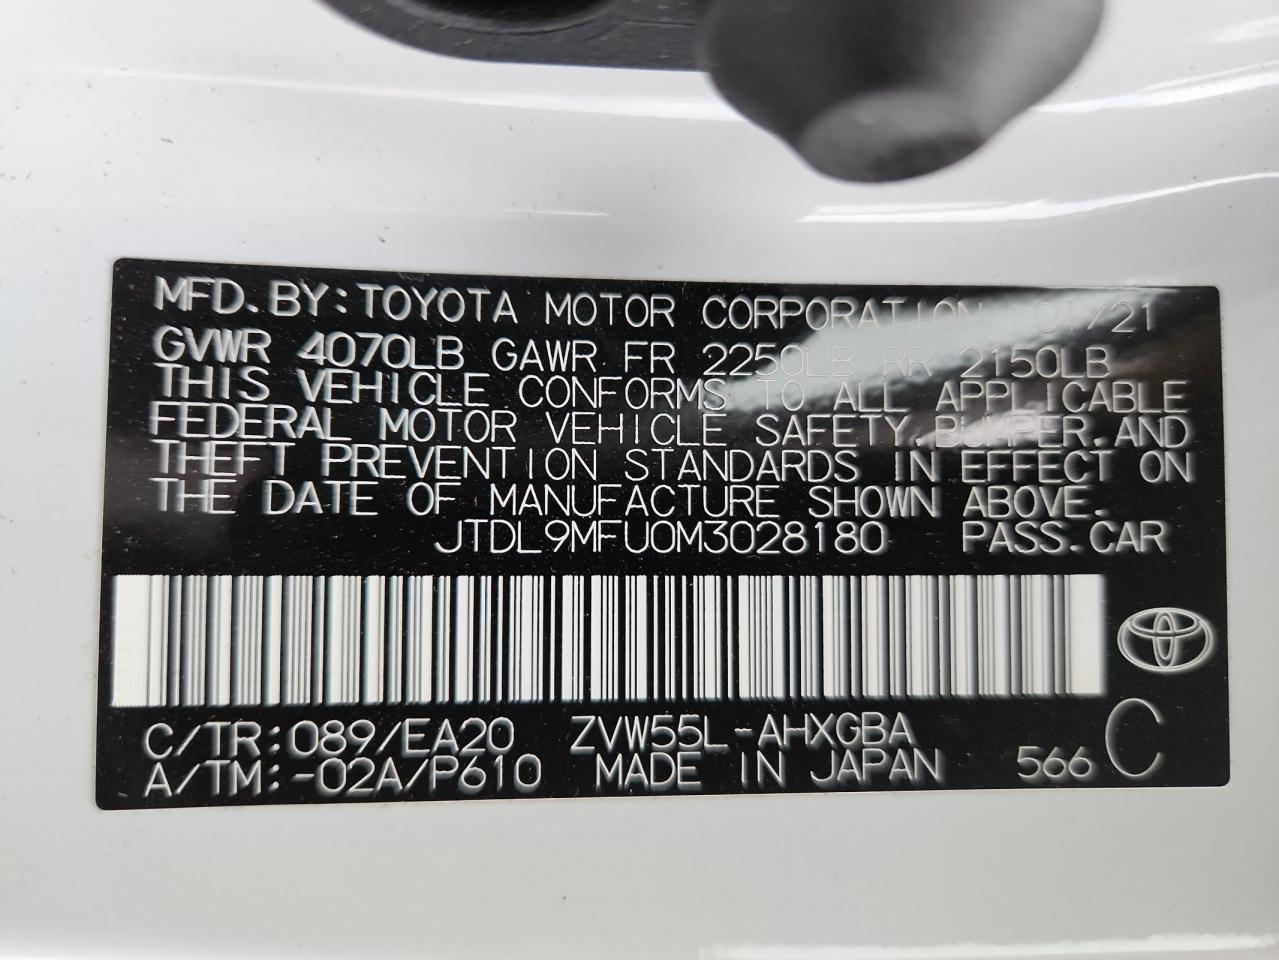 MFD.BY:TOYOTA MOTOR CORPORATION 01/21
GVWR 4070LB GAWR FR 2250LB RR 2150LB
THIS VEHICLE CONFORMS TO ALL APPLICABLE
FEDERAL MOTOR VEHICLE SAFETY,BUMPER,AND
THEFT PREVENTION STANDARDS IN EFFECT ON
THE DATE OF MANUFACTURE SHOWN ABOVE.
JTDL9MFU0M3028180 PASS.CAR
C/TR:089/EA20 ZVW55L-AHXGBA
A/TM:-02A/P610 MADE IN JAPAN 566 C